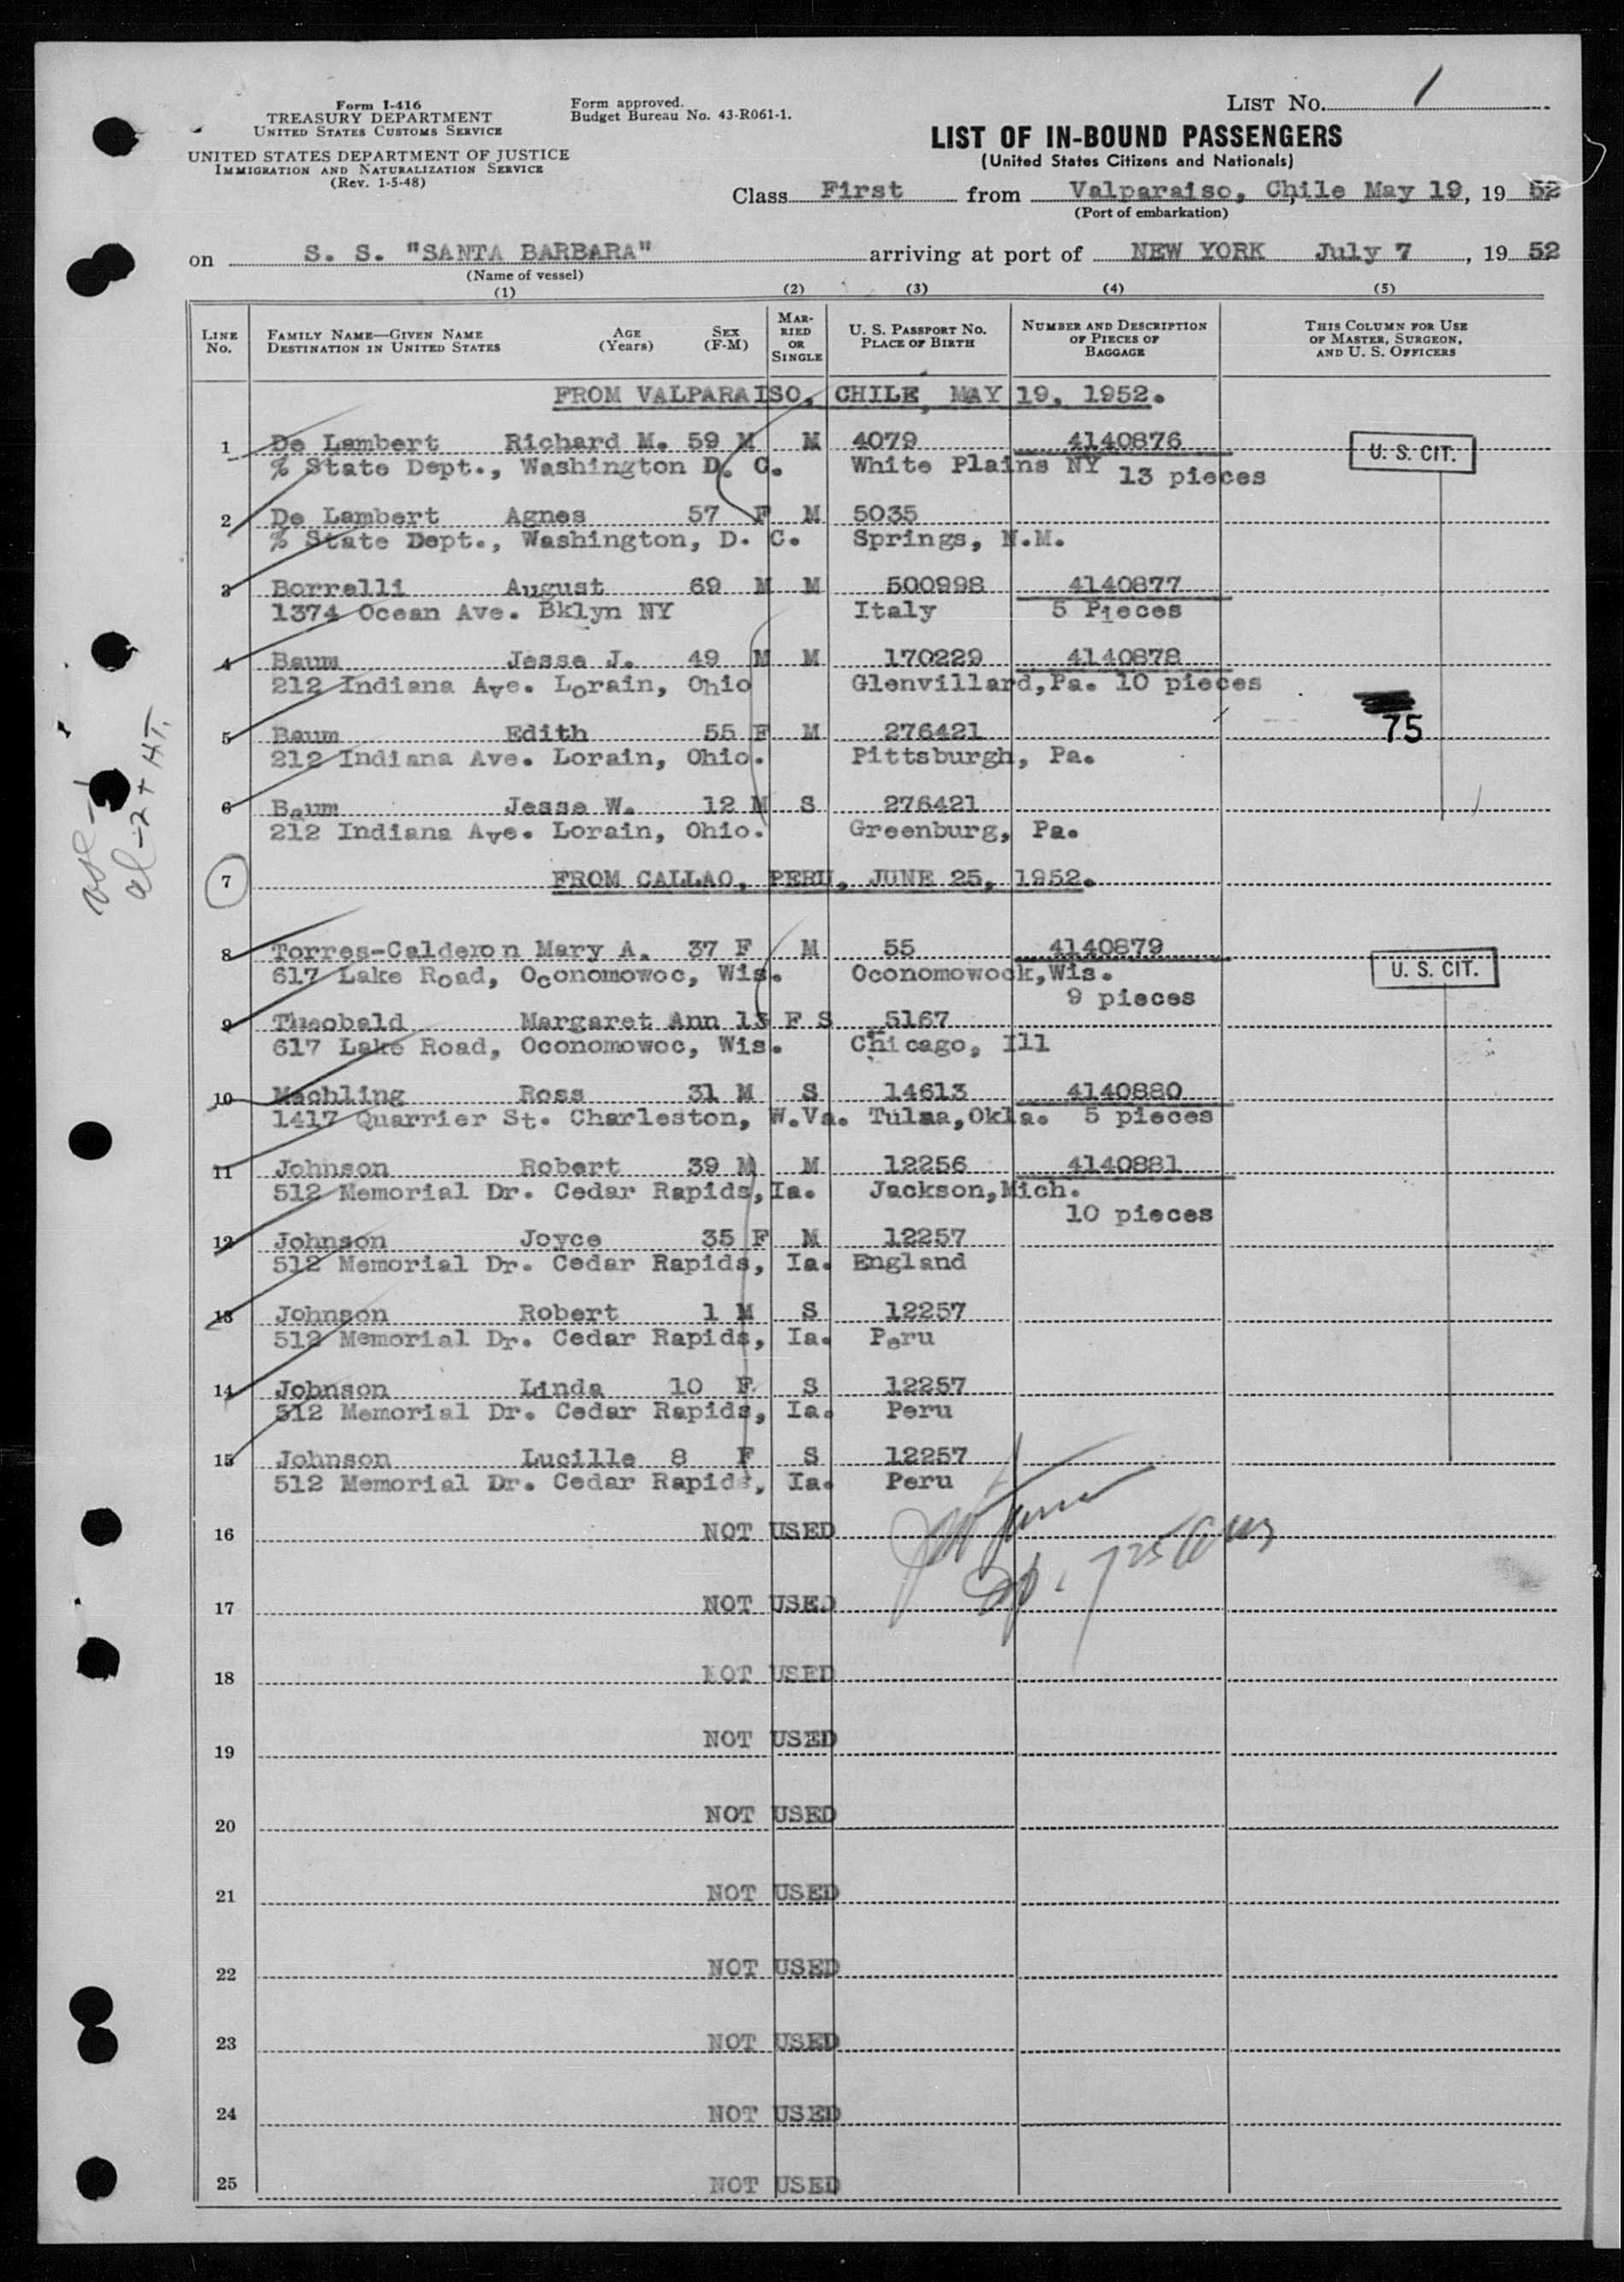 Form I-416
TREASURY DEPARTMENT
UNITED STATES CUSTOMS SERVICE
UNITED STATES DEPARTMENT OF JUSTICE
IMMIGRATION AND NATURALIZATION SERVICE
(Rev. 1-5-48)
Form approved.
Budget Bureau No. 43-R061-1.
LIST No. 1
LIST OF IN-BOUND PASSENGERS
(United States Citizens and Nationals)
Class First from Valparaiso, Chile May 19, 19 52
(Port of embarkation)
on S. S. "SANTA BARBARA" arriving at port of NEW YORK July 7, 19 52
(Name of vessel)
(1) (2) (3) (4) (5)
LINE No. FAMILY NAME—GIVEN NAME DESTINATION IN UNITED STATES AGE (Years) SEX (F-M) MARRIED OR SINGLE U. S. PASSPORT NO. PLACE OF BIRTH NUMBER AND DESCRIPTION OF PIECES OF BAGGAGE THIS COLUMN FOR USE OF MASTER, SURGEON, AND U. S. OFFICERS
FROM VALPARAISO, CHILE, MAY 19, 1952.
1 De Lambert Richard M. 59 M M 4079 4140876 U. S. CIT.
% State Dept., Washington D. C. White Plains NY 13 pieces
2 De Lambert Agnes 57 F M 5035
% State Dept., Washington, D. C. Springs, N.M.
3 Borrelli August 69 M M 500998 4140877
1374 Ocean Ave. Bklyn NY Italy 5 Pieces
4 Baum Jesse J. 49 M M 170229 4140878
212 Indiana Ave. Lorain, Ohio Glenvillard,Pa. 10 pieces
5 Baum Edith 55 F M 276421 75
212 Indiana Ave. Lorain, Ohio. Pittsburgh, Pa.
6 Baum Jesse W. 12 M S 276421
212 Indiana Ave. Lorain, Ohio. Greenburg, Pa.
7 FROM CALLAO, PERU, JUNE 25, 1952.
8 Torres-Calderon Mary A. 37 F M 55 4140879
617 Lake Road, Oconomowoc, Wis. Oconomowock,Wis. U. S. CIT.
9 pieces
9 Theobald Margaret Ann 13 F S 5167
617 Lake Road, Oconomowoc, Wis. Chicago, Ill
10 Mechling Ross 31 M S 14613 4140880
1417 Quarrier St. Charleston, W.Va. Tulma,Okla. 5 pieces
11 Johnson Robert 39 M M 12256 4140881
512 Memorial Dr. Cedar Rapids,Ia. Jackson,Mich.
10 pieces
12 Johnson Joyce 35 F M 12257
512 Memorial Dr. Cedar Rapids, Ia. England
13 Johnson Robert 1 M S 12257
512 Memorial Dr. Cedar Rapids, Ia. Peru
14 Johnson Linda 10 F S 12257
512 Memorial Dr. Cedar Rapids, Ia. Peru
15 Johnson Lucille 8 F S 12257
512 Memorial Dr. Cedar Rapids, Ia. Peru
16 NOT USED
17 NOT USED
18 NOT USED
19 NOT USED
20 NOT USED
21 NOT USED
22 NOT USED
23 NOT USED
24 NOT USED
25 NOT USED